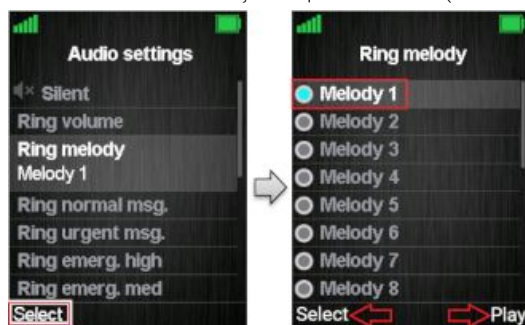 Audio settings
Silent
Ring volume
Ring melody
Melody 1
Ring normal msg.
Ring urgent msg.
Ring emerg. high
Ring emerg. med
Select
Ring melody
Melody 1
Melody 2
Melody 3
Melody 4
Melody 5
Melody 6
Melody 7
Melody 8
Select
Play